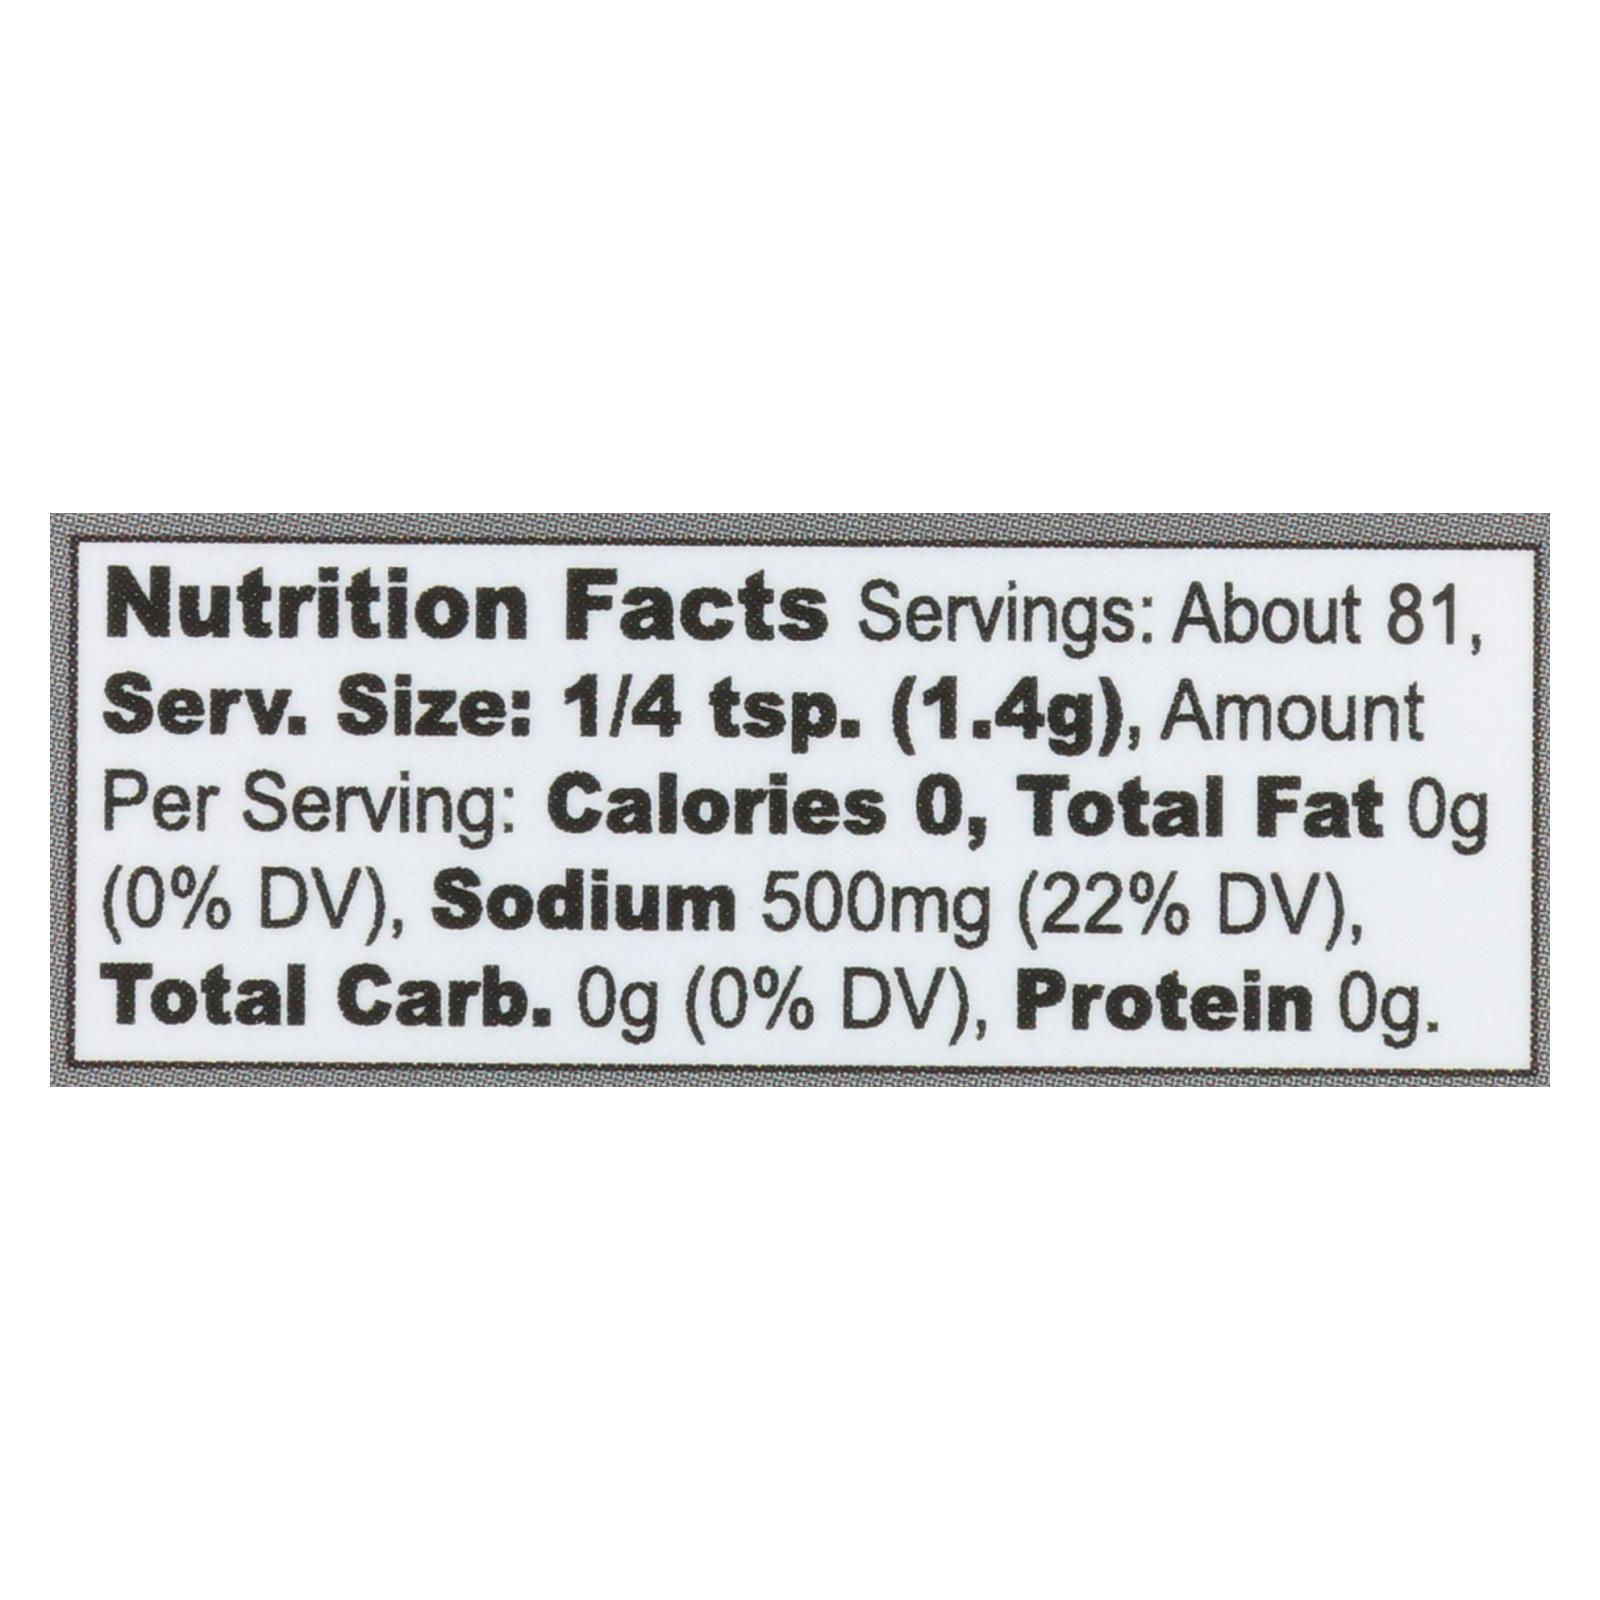 Nutrition Facts Servings: About 81,
Serv. Size: 1/4 tsp. (1.4g), Amount
Per Serving: Calories 0, Total Fat 0g
(0% DV), Sodium 500mg (22% DV),
Total Carb. 0g (0% DV), Protein 0g.